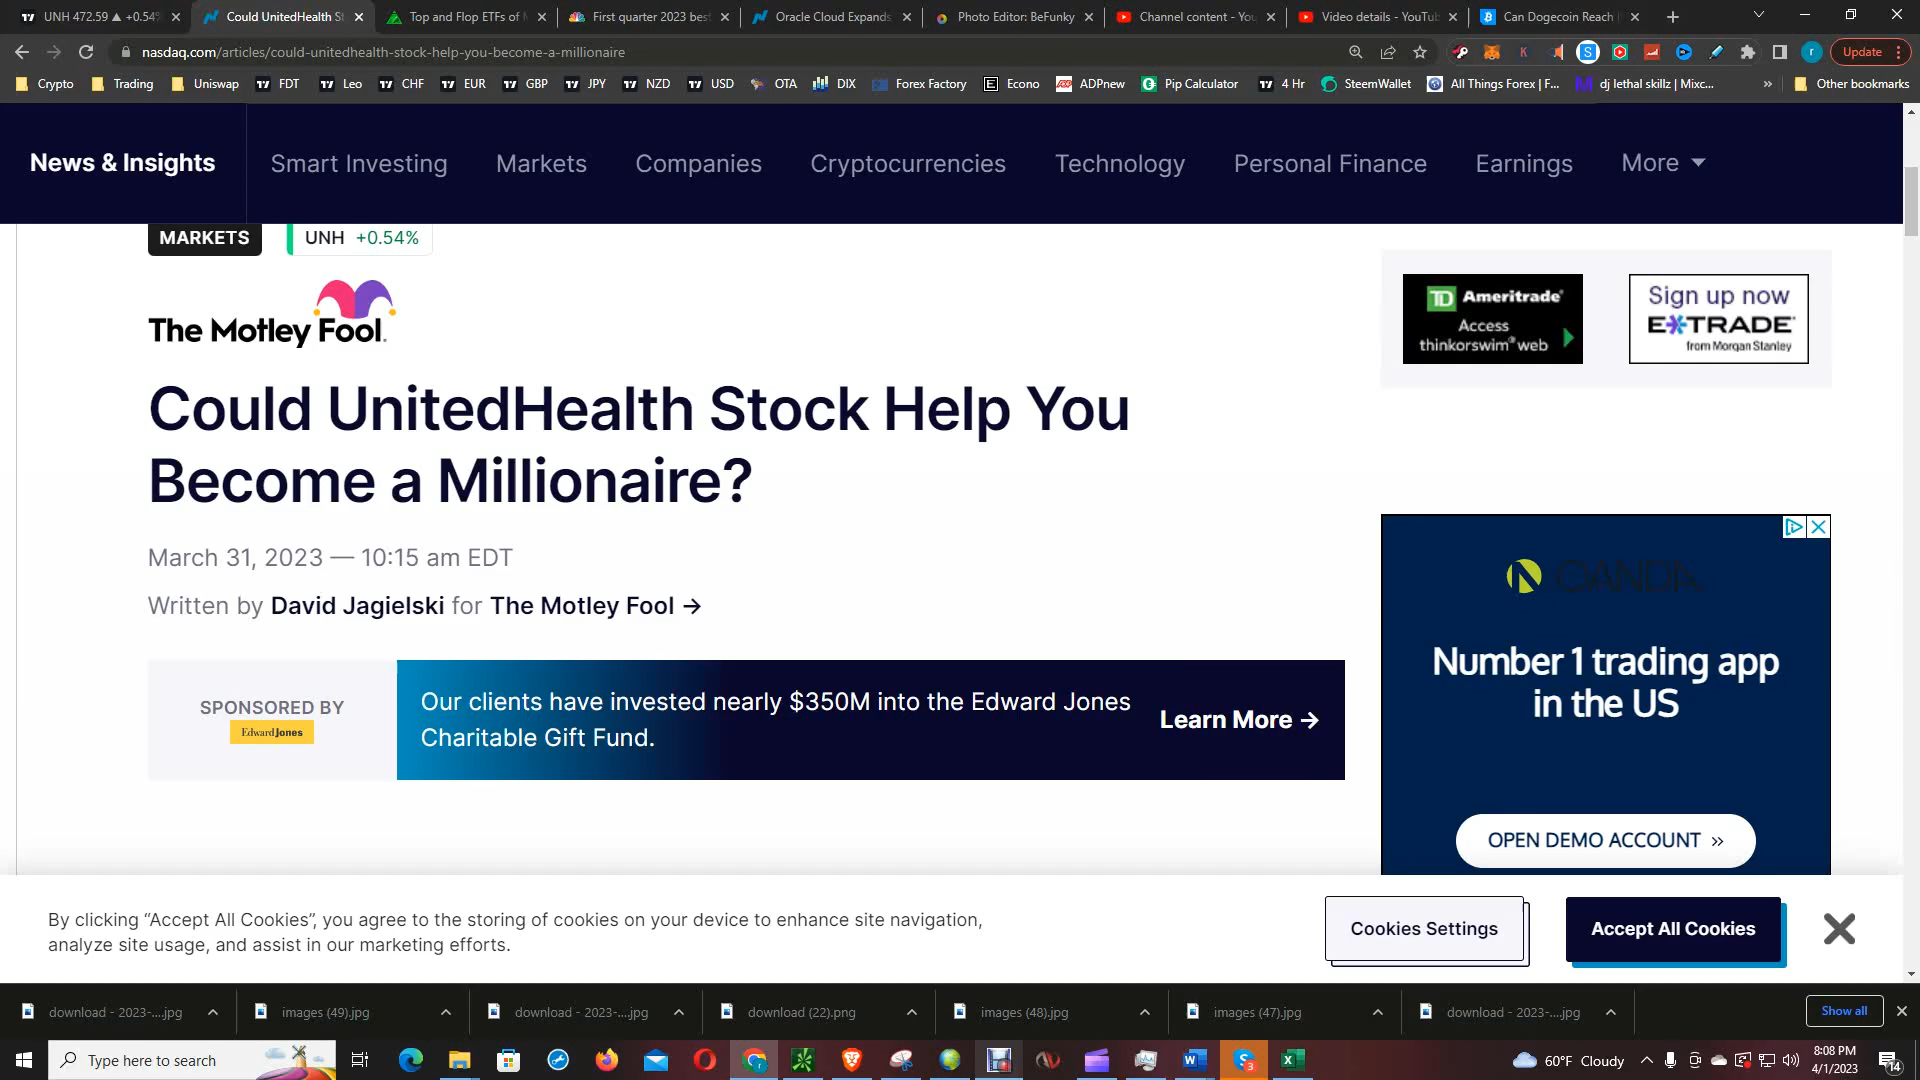 UNH 472.59 ▲ +0.54%
Could UnitedHealth St
Top and Flop ETFs of
First quarter 2023 bes
Oracle Cloud Expands
Photo Editor: BeFunky
Channel content - You
Video details - YouTub
Can Dogecoin Reach
nasdaq.com/articles/could-unitedhealth-stock-help-you-become-a-millionaire
Update
Crypto
Trading
Uniswap
FDT
Leo
CHF
EUR
GBP
JPY
NZD
USD
OTA
DIX
Forex Factory
Econo
ADPnew
Pip Calculator
4 Hr
SteemWallet
All Things Forex | F...
dj lethal skillz | Mixc...
»
Other bookmarks
News & Insights
Smart Investing
Markets
Companies
Cryptocurrencies
Technology
Personal Finance
Earnings
More
MARKETS
UNH +0.54%
The Motley Fool.
Could UnitedHealth Stock Help You
Become a Millionaire?
March 31, 2023 — 10:15 am EDT
Written by David Jagielski for The Motley Fool →
SPONSORED BY
Edward Jones
Our clients have invested nearly $350M into the Edward Jones
Charitable Gift Fund.
Learn More →
TD Ameritrade®
Access
thinkorswim® web
Sign up now
E*TRADE®
from Morgan Stanley
OANDA
Number 1 trading app
in the US
OPEN DEMO ACCOUNT »
By clicking “Accept All Cookies”, you agree to the storing of cookies on your device to enhance site navigation,
analyze site usage, and assist in our marketing efforts.
Cookies Settings
Accept All Cookies
download - 2023-....jpg
images (49).jpg
download - 2023-....jpg
download (22).png
images (48).jpg
images (47).jpg
download - 2023-....jpg
Show all
Type here to search
60°F Cloudy
8:08 PM
4/1/2023
14